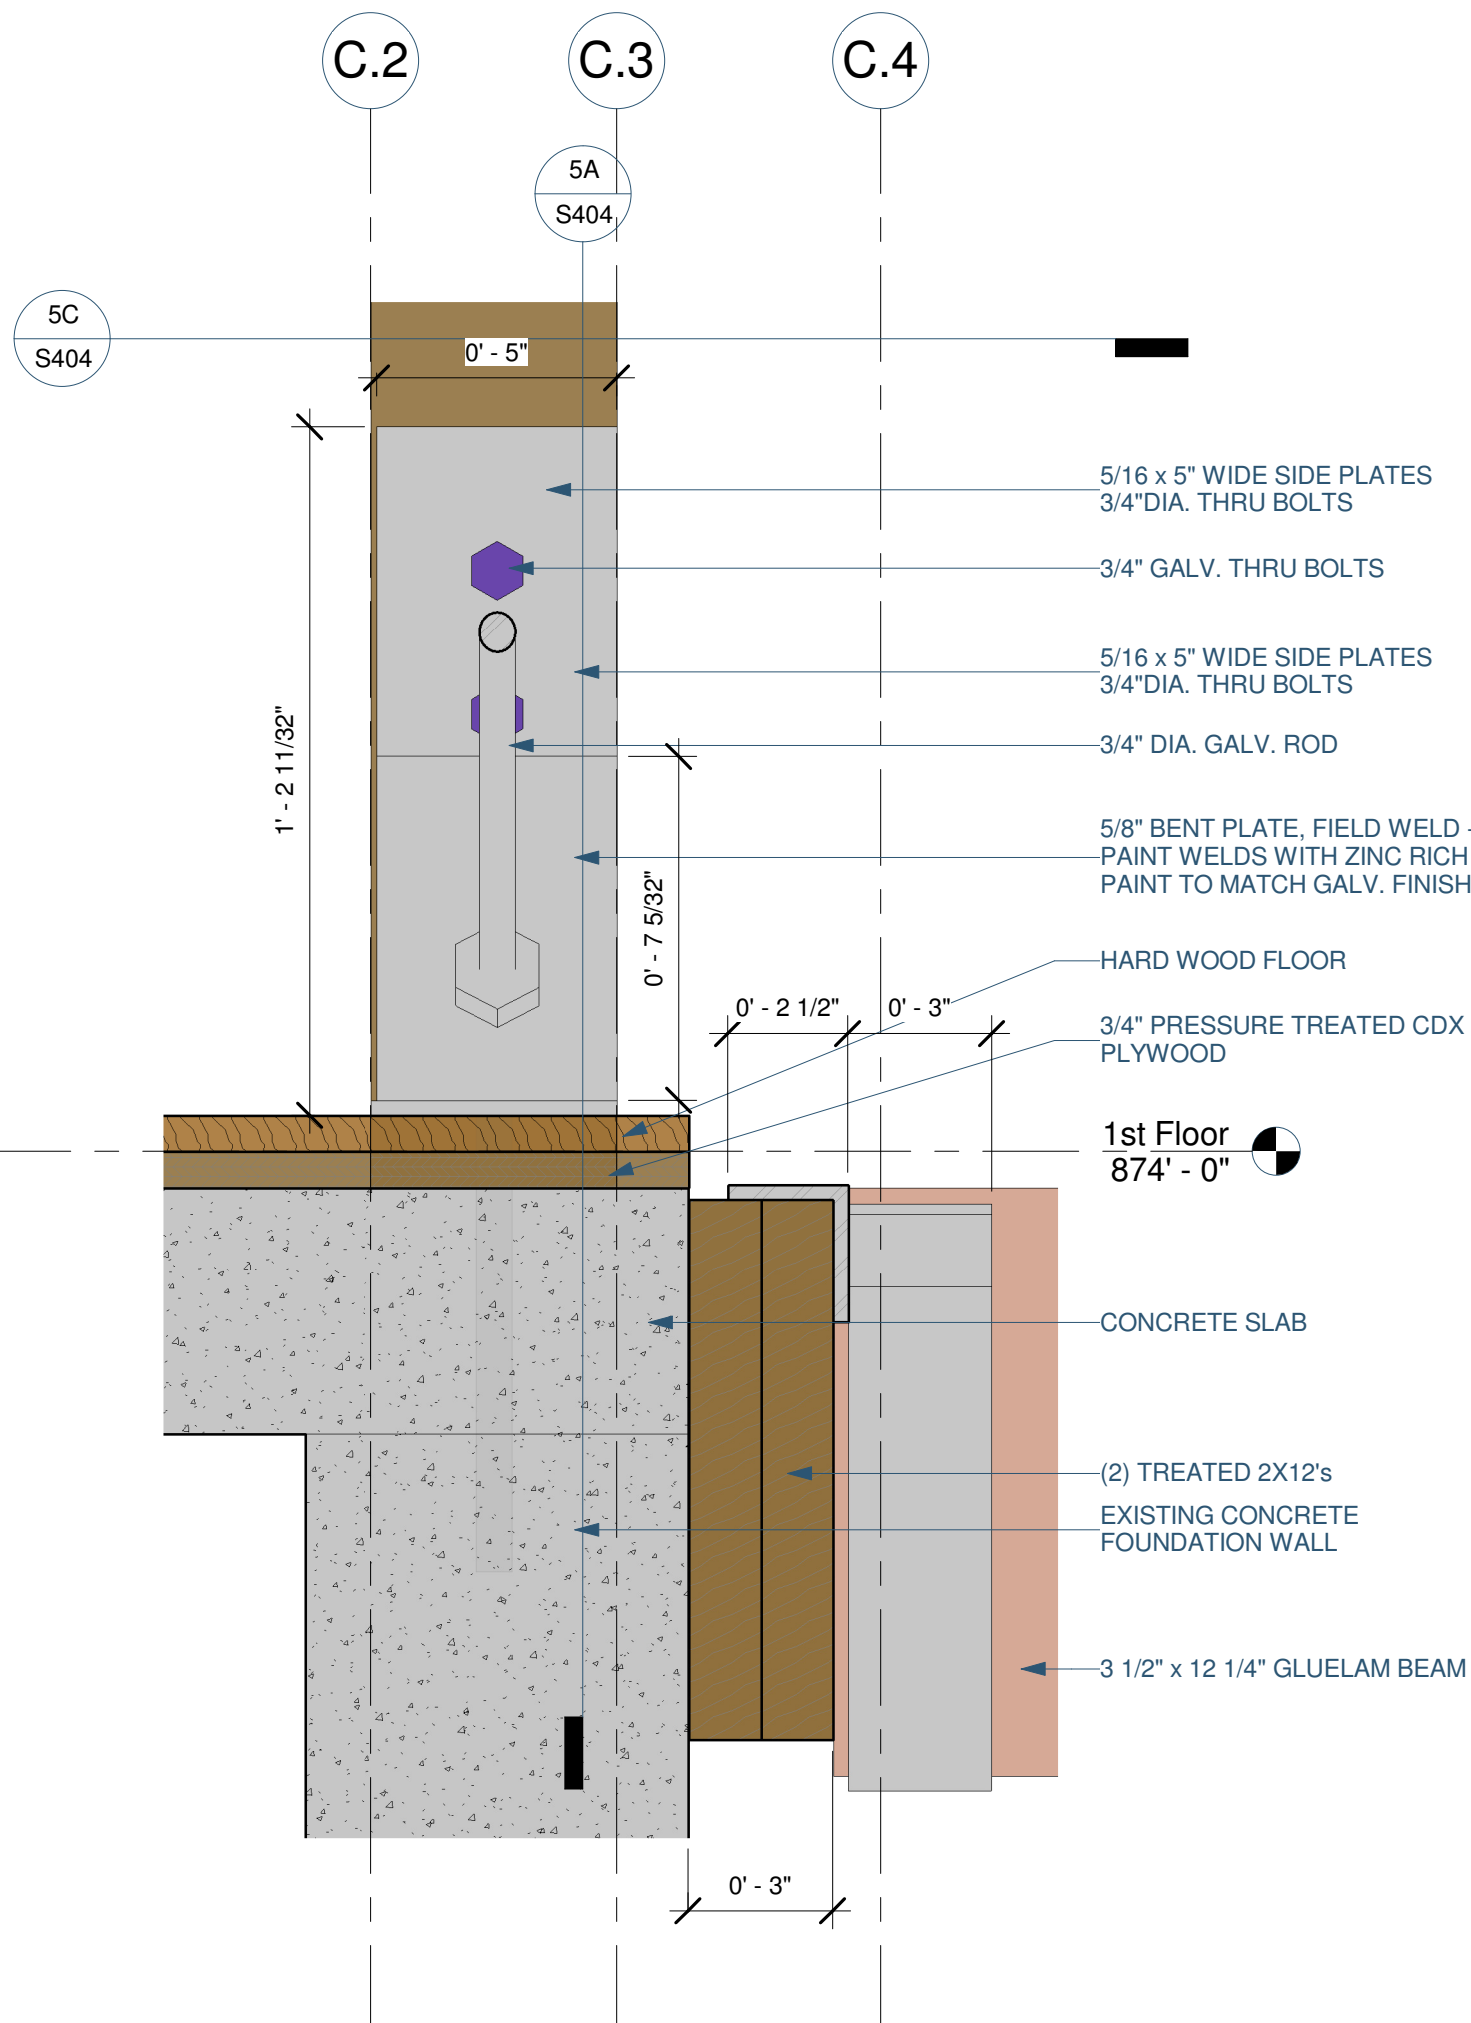 C.2
C.3
C.4
5A
S404
5C
S404
0' - 5"
5/16 x 5" WIDE SIDE PLATES
3/4"DIA. THRU BOLTS
3/4" GALV. THRU BOLTS
5/16 x 5" WIDE SIDE PLATES
3/4"DIA. THRU BOLTS
3/4" DIA. GALV. ROD
1' - 2 11/32"
5/8" BENT PLATE, FIELD WELD -
PAINT WELDS WITH ZINC RICH
PAINT TO MATCH GALV. FINISH
0' - 7 5/32"
HARD WOOD FLOOR
0' - 2 1/2"
0' - 3"
3/4" PRESSURE TREATED CDX
PLYWOOD
1st Floor
874' - 0"
CONCRETE SLAB
(2) TREATED 2X12's
EXISTING CONCRETE
FOUNDATION WALL
3 1/2" x 12 1/4" GLUELAM BEAM
0' - 3"